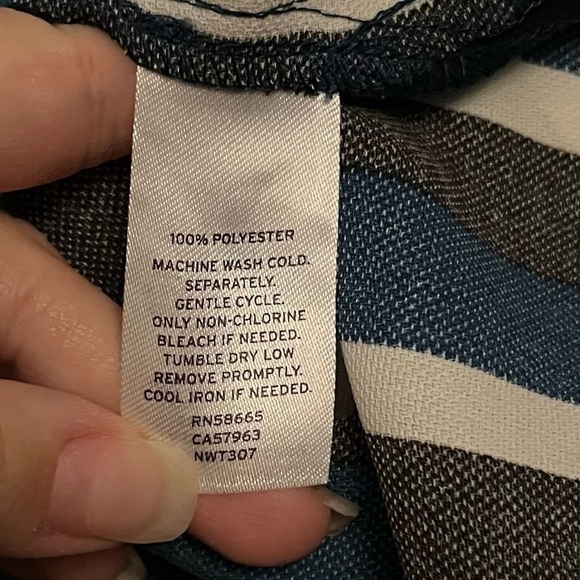 100% POLYESTER
MACHINE WASH COLD.
SEPARATELY.
GENTLE CYCLE.
ONLY NON-CHLORINE
BLEACH IF NEEDED.
TUMBLE DRY LOW
REMOVE PROMPTLY.
COOL IRON IF NEEDED.
RN58665
CA57963
NWT307